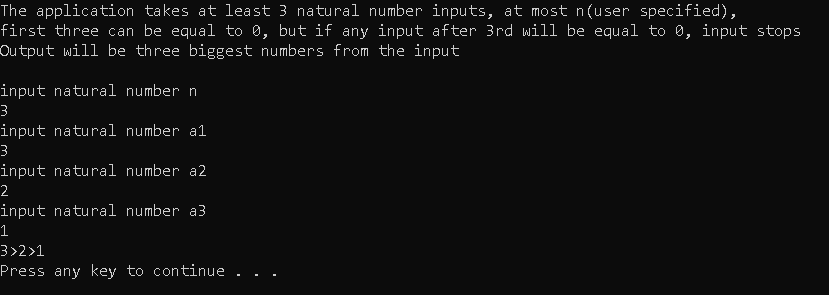 The application takes at least 3 natural number inputs, at most n(user specified),
first three can be equal to 0, but if any input after 3rd will be equal to 0, input stops
Output will be three biggest numbers from the input
input natural number n
3
input natural number a1
3
input natural number a2
2
input natural number a3
1
3>2>1
Press any key to continue . . .